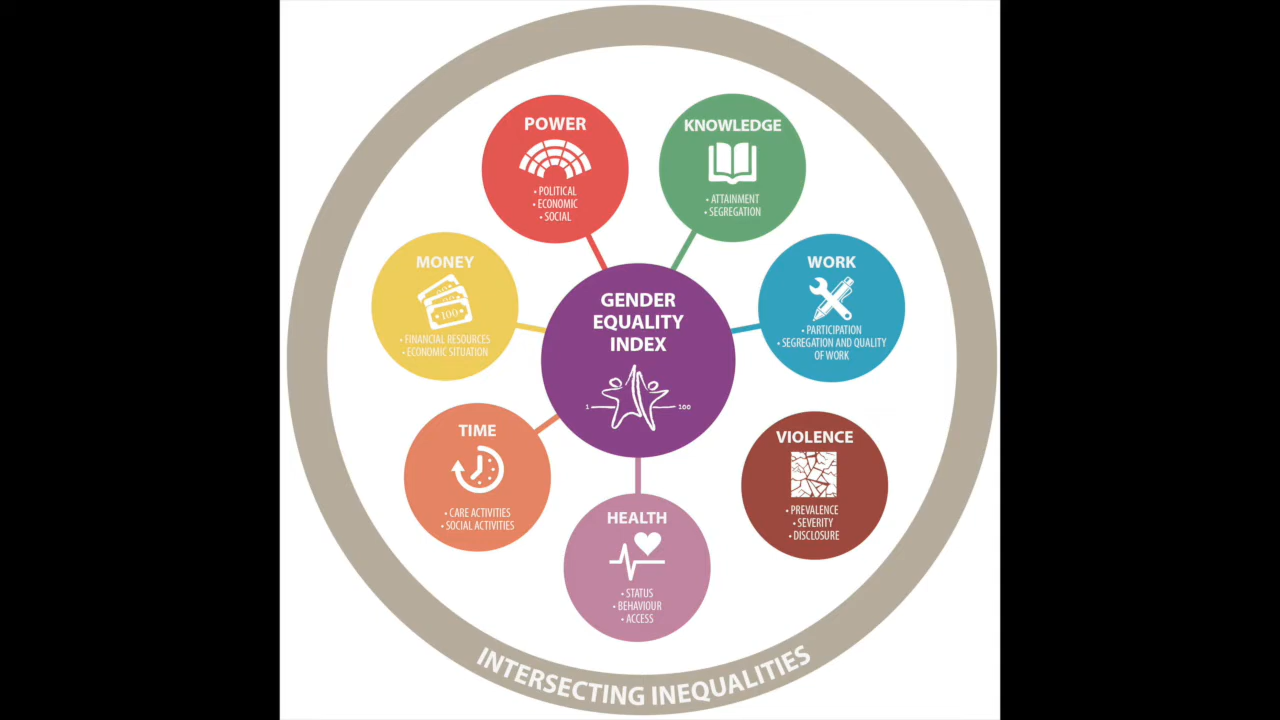 POWER
• POLITICAL
• ECONOMIC
• SOCIAL
KNOWLEDGE
• ATTAINMENT
• SEGREGATION
MONEY
100
• FINANCIAL RESOURCES
• ECONOMIC SITUATION
GENDER
EQUALITY
INDEX
1
100
WORK
• PARTICIPATION
• SEGREGATION AND QUALITY
OF WORK
TIME
• CARE ACTIVITIES
• SOCIAL ACTIVITIES
HEALTH
• STATUS
• BEHAVIOUR
• ACCESS
VIOLENCE
• PREVALENCE
• SEVERITY
• DISCLOSURE
INTERSECTING INEQUALITIES